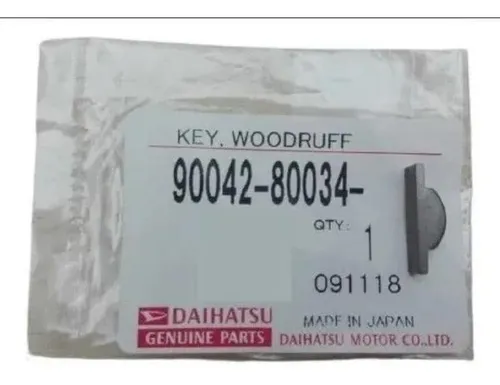 KEY, WOODRUFF
90042-80034-
QTY: 1
091118
DAIHATSU
GENUINE PARTS
MADE IN JAPAN
DAIHATSU MOTOR CO.,LTD.